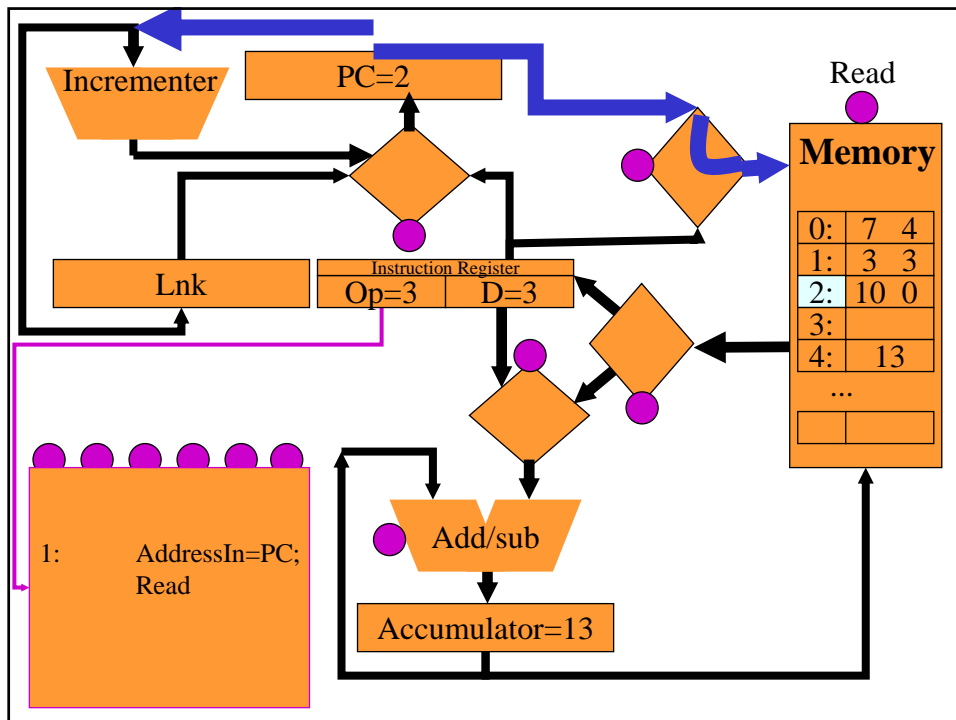 Incrementer
PC=2
Read
Memory
0: 7 4
1: 3 3
2: 10 0
3:
4: 13
...
Lnk
Instruction Register
Op=3 D=3
Add/sub
Accumulator=13
1: AddressIn=PC;
Read